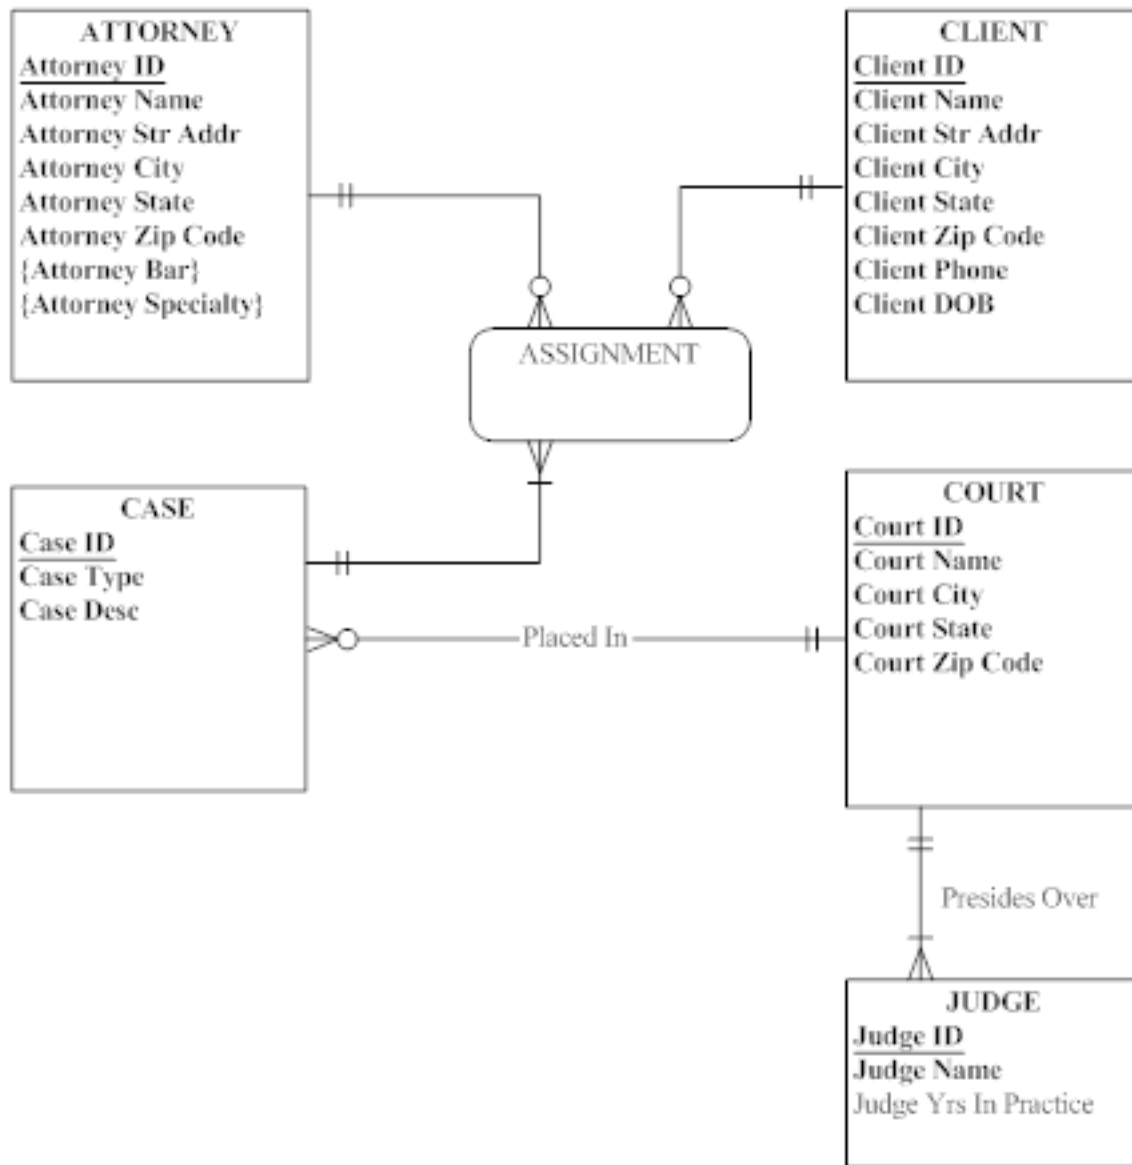 ATTORNEY
Attorney ID
Attorney Name
Attorney Str Addr
Attorney City
Attorney State
Attorney Zip Code
{Attorney Bar}
{Attorney Specialty}
CLIENT
Client ID
Client Name
Client Str Addr
Client City
Client State
Client Zip Code
Client Phone
Client DOB
ASSIGNMENT
CASE
Case ID
Case Type
Case Desc
Placed In
COURT
Court ID
Court Name
Court City
Court State
Court Zip Code
Presides Over
JUDGE
Judge ID
Judge Name
Judge Yrs In Practice